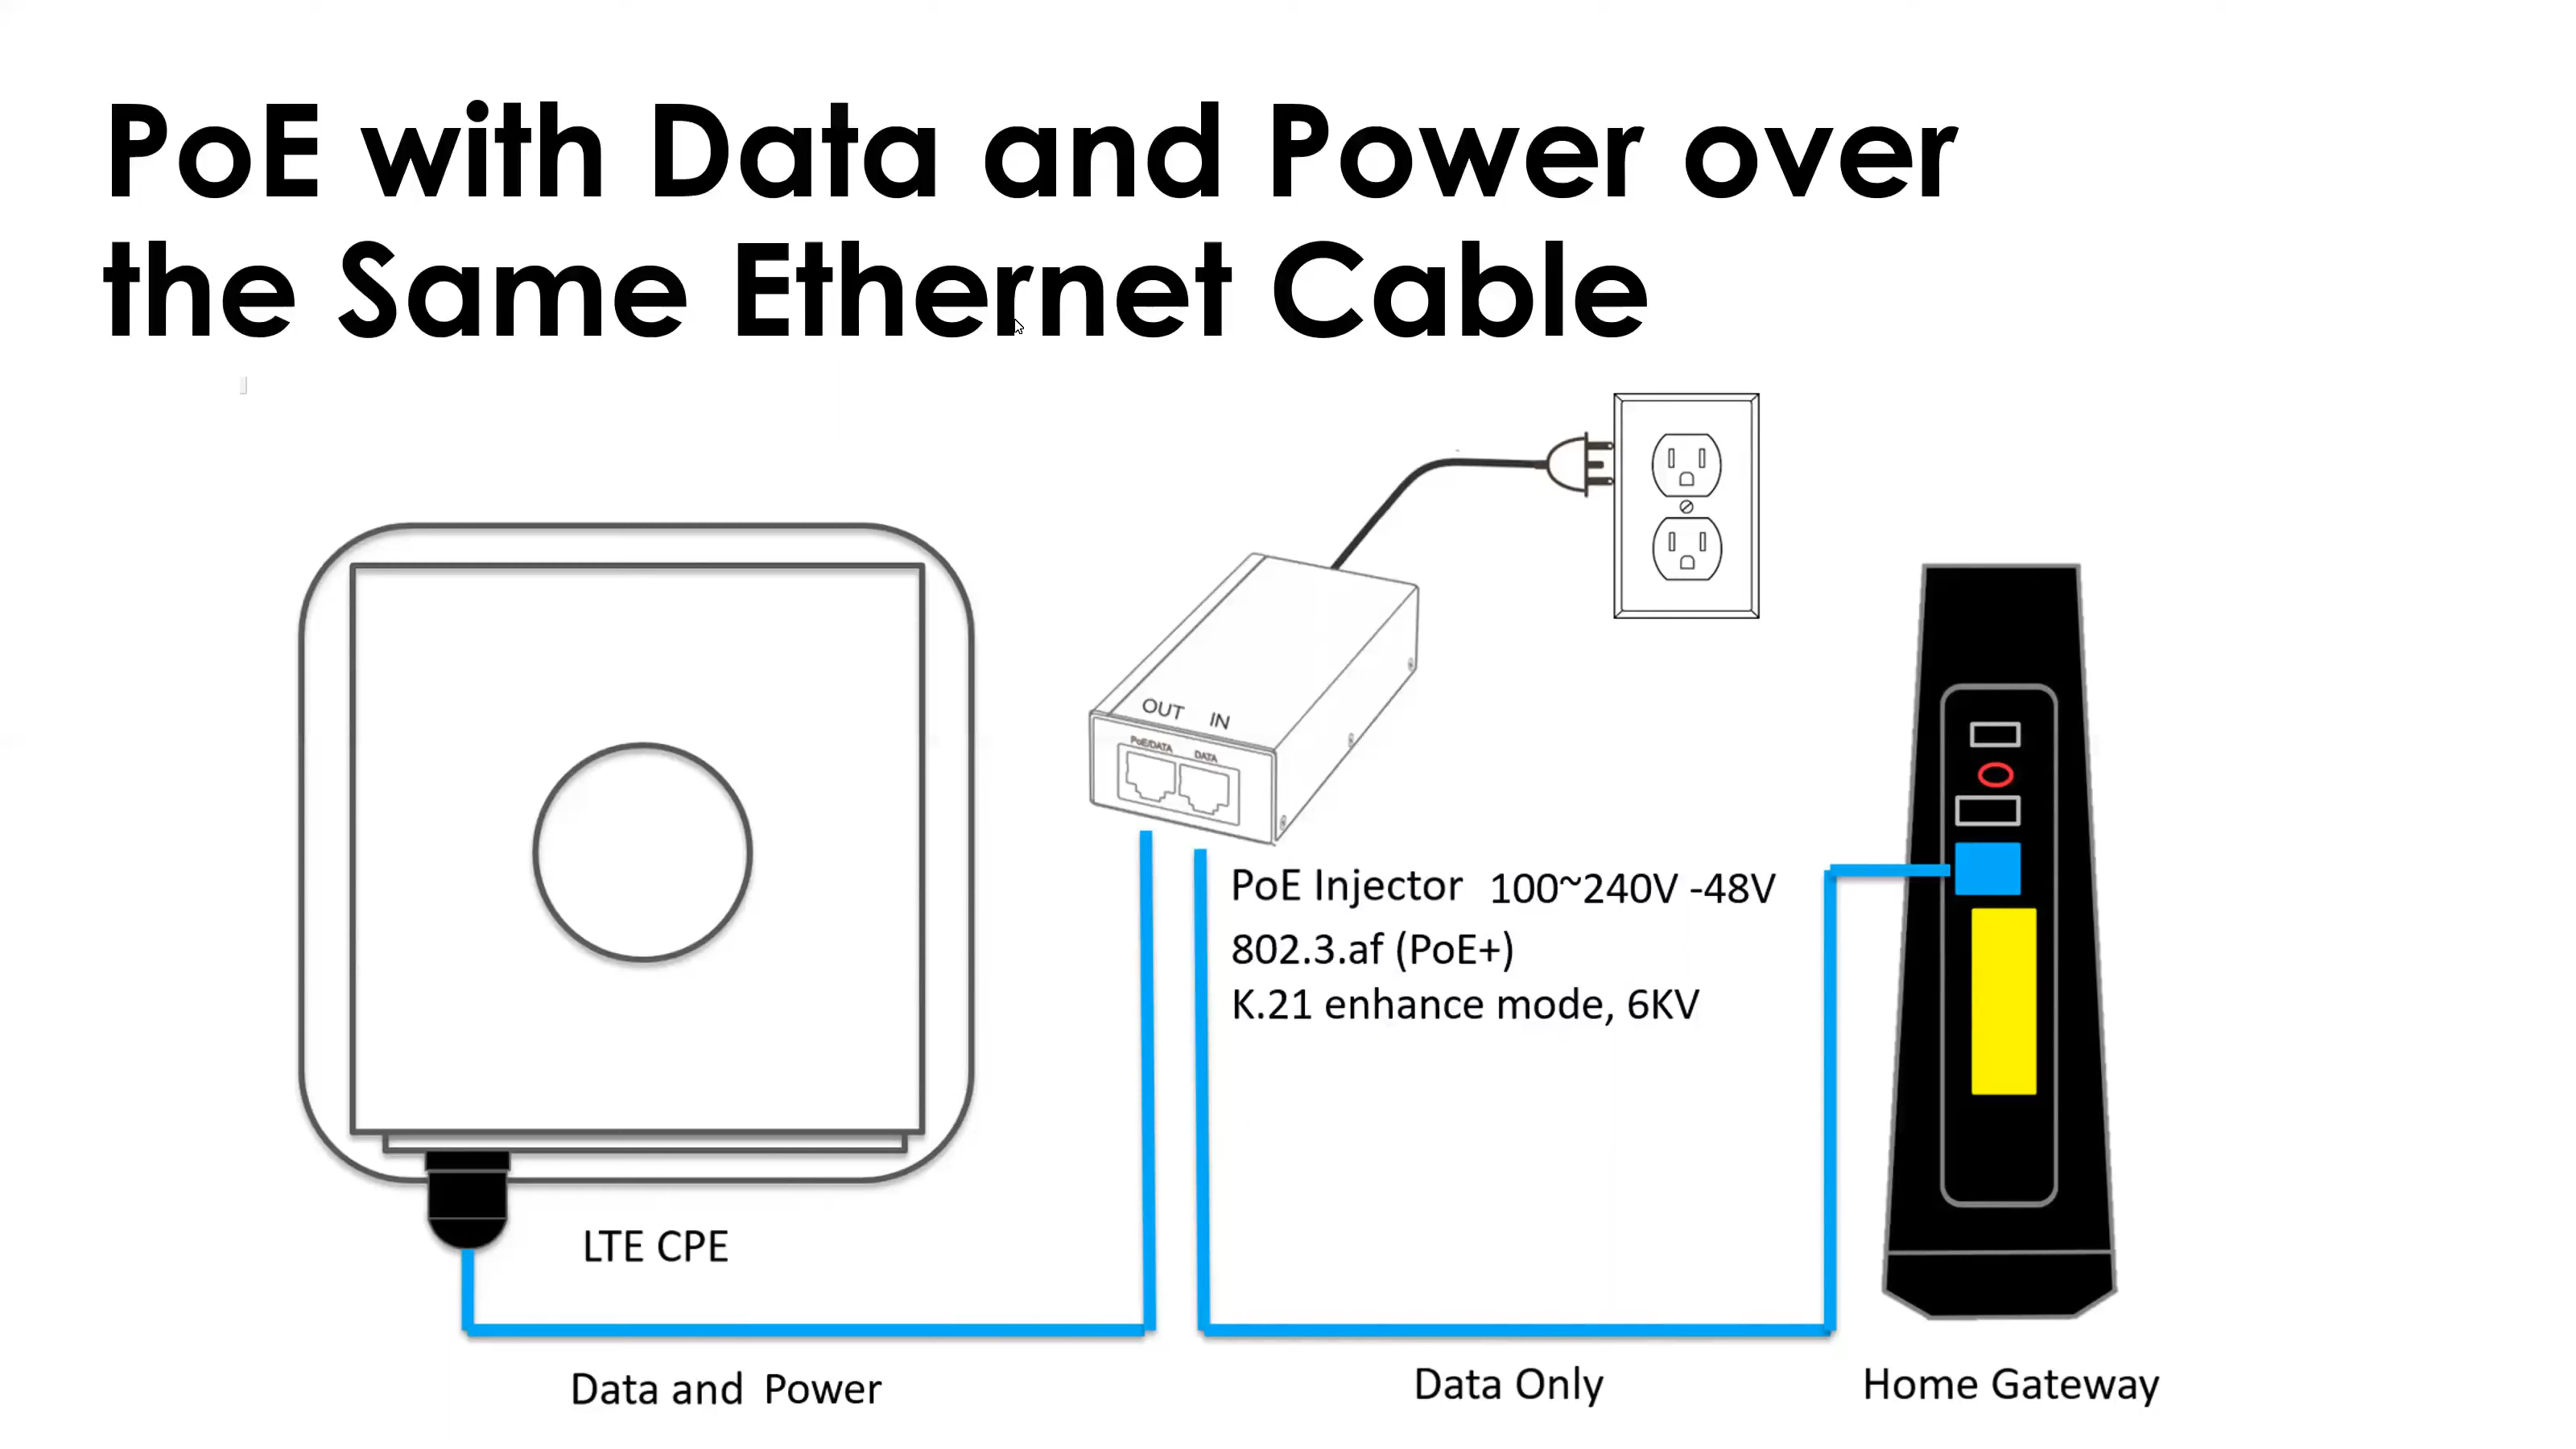 PoE with Data and Power over
the Same Ethernet Cable
OUT IN
PoE/DATA DATA
PoE Injector 100~240V -48V
802.3.af (PoE+)
K.21 enhance mode, 6KV
LTE CPE
Data and Power
Data Only
Home Gateway